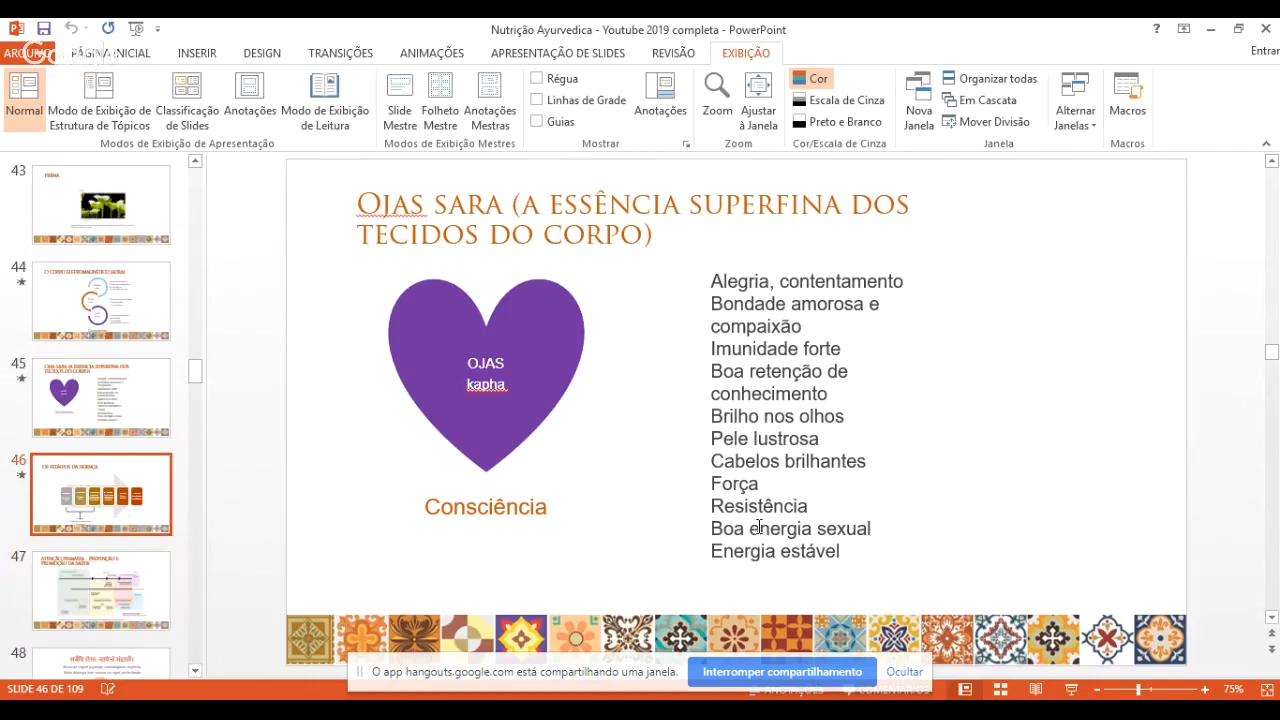 Nutrição Ayurvedica - Youtube 2019 completa - PowerPoint
Entrar
ARQUIVO PÁGINA INICIAL INSERIR DESIGN TRANSIÇÕES ANIMAÇÕES APRESENTAÇÃO DE SLIDES REVISÃO EXIBIÇÃO
Normal
Modo de Exibição de
Estrutura de Tópicos
Classificação
de Slides
Anotações
Modo de Exibição
de Leitura
Modos de Exibição de Apresentação
Slide
Mestre
Folheto
Mestre
Anotações
Mestras
Modos de Exibição Mestres
Régua
Linhas de Grade
Guias
Anotações
Mostrar
Zoom
Ajustar
à Janela
Zoom
Cor
Escala de Cinza
Preto e Branco
Cor/Escala de Cinza
Nova
Janela
Organizar todas
Em Cascata
Mover Divisão
Alternar
Janelas
Janela
Macros
Macros
43
44
45
46
47
48
Ojas sara (a essência superfina dos
tecidos do corpo)
OJAS
kapha
Consciência
Alegria, contentamento
Bondade amorosa e
compaixão
Imunidade forte
Boa retenção de
conhecimento
Brilho nos olhos
Pele lustrosa
Cabelos brilhantes
Força
Resistência
Boa energia sexual
Energia estável
O app hangouts.google.com está compartilhando uma janela.
Interromper compartilhamento
Ocultar
SLIDE 46 DE 109
ANOTAÇÕES
COMENTÁRIOS
75%